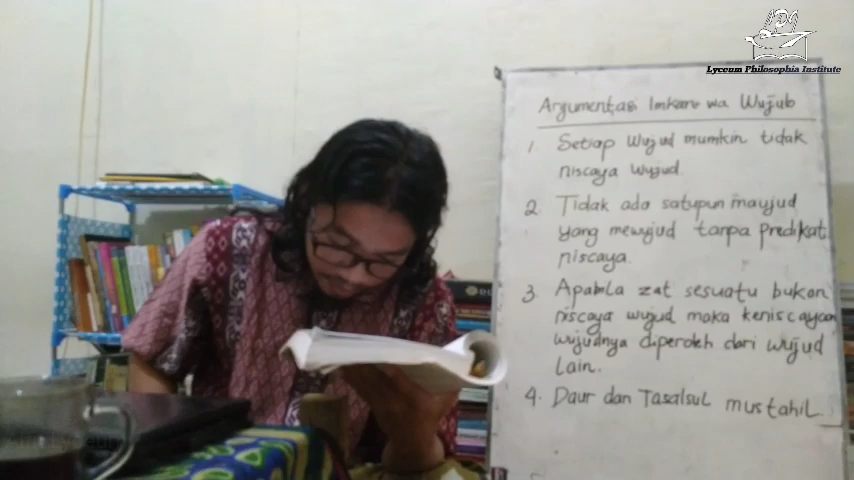 Lyceum Philosophia Institute
Argumentasi Imkan wa Wujub
1. Setiap Wujud mumkin tidak
niscaya wujud.
2. Tidak ada satupun maujud
yang mewujud tanpa Predikat
niscaya.
3. Apabila zat sesuatu bukan
niscaya wujud maka keniscayaan
wujudnya diperoleh dari wujud
Lain.
4. Daur dan Tasalsul mustahil.